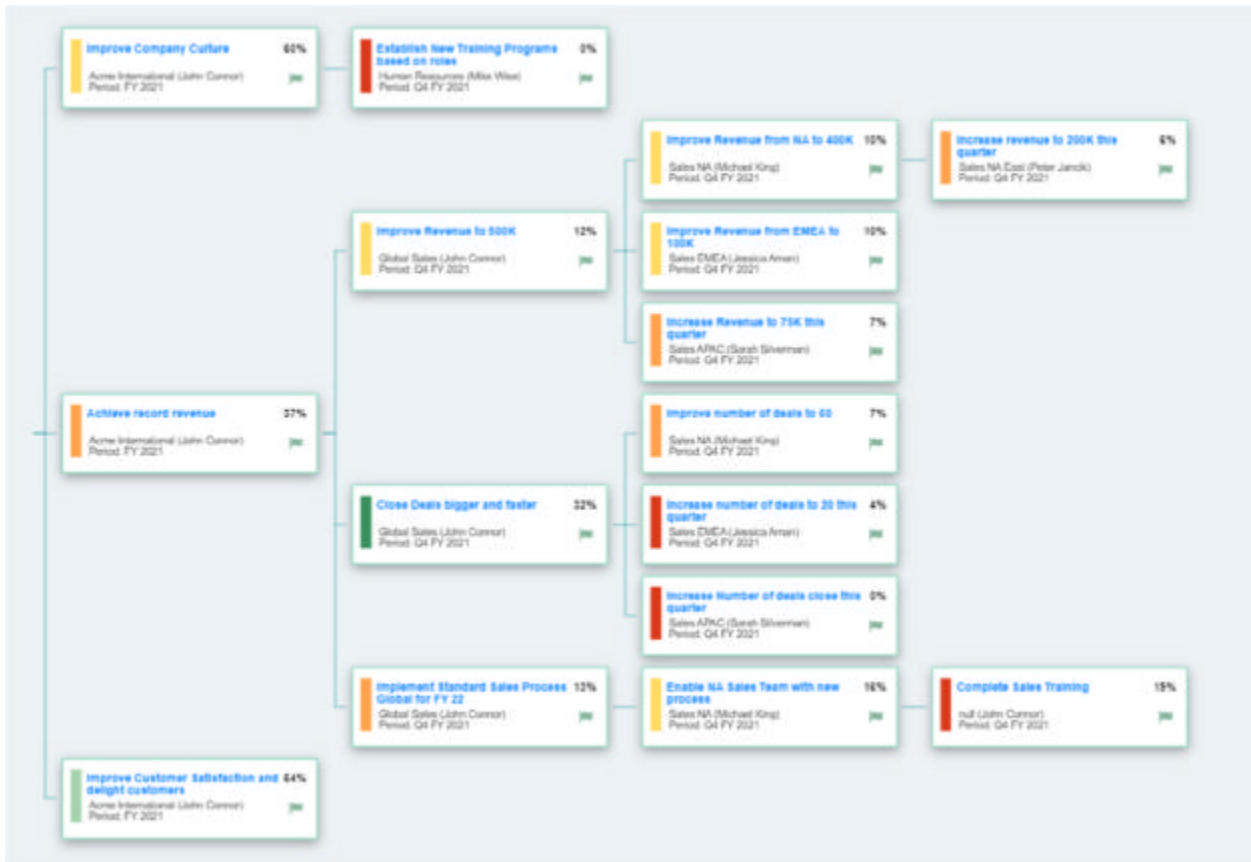 Improve Company Culture 60%
Acme International (John Connor)
Period: FY 2021
Establish New Training Programs 0%
based on roles
Human Resources (Mike Wise)
Period: Q4 FY 2021
Improve Revenue from NA to 400K 10%
Sales NA (Michael King)
Period: Q4 FY 2021
Increase revenue to 200K this 6%
quarter
Sales NA East (Peter Jancik)
Period: Q4 FY 2021
Improve Revenue to 500K 12%
Global Sales (John Connor)
Period: Q4 FY 2021
Improve Revenue from EMEA to 10%
100K
Sales EMEA (Jessica Aman)
Period: Q4 FY 2021
Increase Revenue to 75K this 7%
quarter
Sales APAC (Sarah Silverman)
Period: Q4 FY 2021
Achieve record revenue 37%
Acme International (John Connor)
Period: FY 2021
Improve number of deals to 60 7%
Sales NA (Michael King)
Period: Q4 FY 2021
Close Deals bigger and faster 32%
Global Sales (John Connor)
Period: Q4 FY 2021
Increase number of deals to 20 this 4%
quarter
Sales EMEA (Jessica Aman)
Period: Q4 FY 2021
Increase Number of deals close this 0%
quarter
Sales APAC (Sarah Silverman)
Period: Q4 FY 2021
Implement Standard Sales Process 13%
Global for FY 22
Global Sales (John Connor)
Period: Q4 FY 2021
Enable NA Sales Team with new 16%
process
Sales NA (Michael King)
Period: Q4 FY 2021
Complete Sales Training 15%
null (John Connor)
Period: Q4 FY 2021
Improve Customer Satisfaction and 64%
delight customers
Acme International (John Connor)
Period: FY 2021